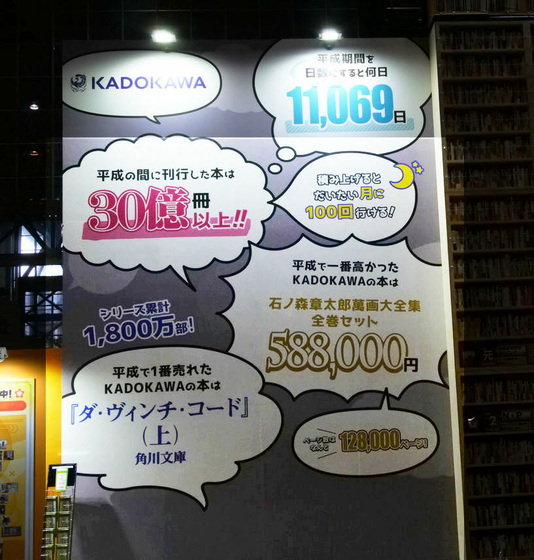 KADOKAWA
平成期間を
日数にすると何日
11,069日
平成の間に刊行した本は
30億冊
以上!!
積み上げると
だいたい月に
100回行ける!
平成で一番高かった
KADOKAWAの本は
石ノ森章太郎萬画大全集
全巻セット
588,000円
ページ数は
なんと
128,000ページ!
シリーズ累計
1,800万部!
平成で1番売れた
KADOKAWAの本は
『ダ・ヴィンチ・コード』
(上)
角川文庫
中!